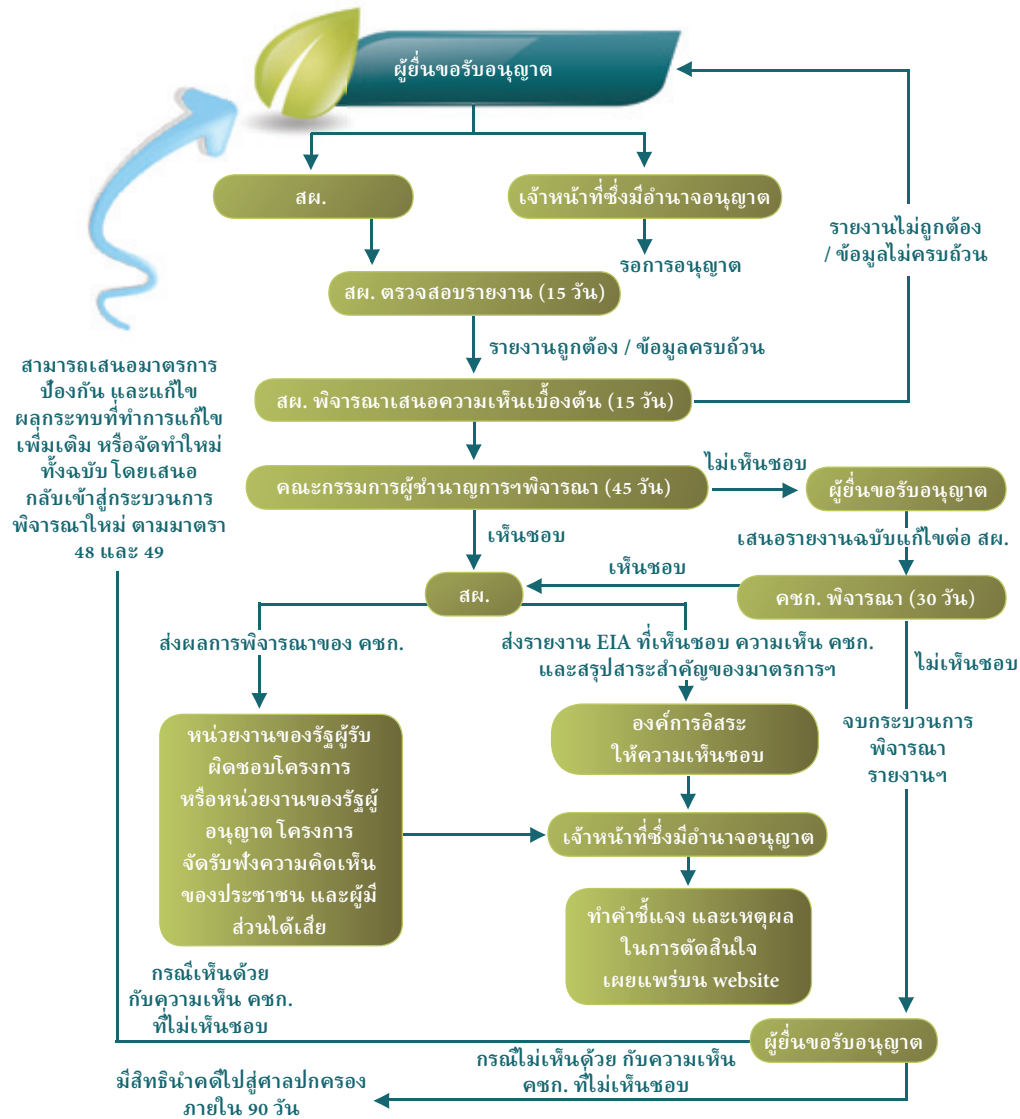 ผู้ยื่นขอรับอนุญาต
สผ.
เจ้าหน้าที่ซึ่งมีอำนาจอนุญาต
รอการอนุญาต
รายงานไม่ถูกต้อง
/ ข้อมูลไม่ครบถ้วน
สผ. ตรวจสอบรายงาน (15 วัน)
รายงานถูกต้อง / ข้อมูลครบถ้วน
สผ. พิจารณาเสนอความเห็นเบื้องต้น (15 วัน)
คณะกรรมการผู้ชำนาญการฯพิจารณา (45 วัน)
ไม่เห็นชอบ
ผู้ยื่นขอรับอนุญาต
เสนอรายงานฉบับแก้ไขต่อ สผ.
เห็นชอบ
เห็นชอบ
สผ.
คชก. พิจารณา (30 วัน)
สามารถเสนอมาตรการ
ป้องกัน และแก้ไข
ผลกระทบที่ทำการแก้ไข
เพิ่มเติม หรือจัดทำใหม่
ทั้งฉบับ โดยเสนอ
กลับเข้าสู่กระบวนการ
พิจารณาใหม่ ตามมาตรา
48 และ 49
ส่งผลการพิจารณาของ คชก.
ส่งรายงาน EIA ที่เห็นชอบ ความเห็น คชก.
และสรุปสาระสำคัญของมาตรการฯ
ไม่เห็นชอบ
หน่วยงานของรัฐผู้รับ
ผิดชอบโครงการ
หรือหน่วยงานของรัฐผู้
อนุญาต โครงการ
จัดรับฟังความคิดเห็น
ของประชาชน และผู้มี
ส่วนได้เสีย
องค์การอิสระ
ให้ความเห็นชอบ
จบกระบวนการ
พิจารณา
รายงานฯ
เจ้าหน้าที่ซึ่งมีอำนาจอนุญาต
ทำคำชี้แจง และเหตุผล
ในการตัดสินใจ
เผยแพร่บน website
กรณีเห็นด้วย
กับความเห็น คชก.
ที่ไม่เห็นชอบ
ผู้ยื่นขอรับอนุญาต
กรณีไม่เห็นด้วย กับความเห็น
คชก. ที่ไม่เห็นชอบ
มีสิทธินำคดีไปสู่ศาลปกครอง
ภายใน 90 วัน